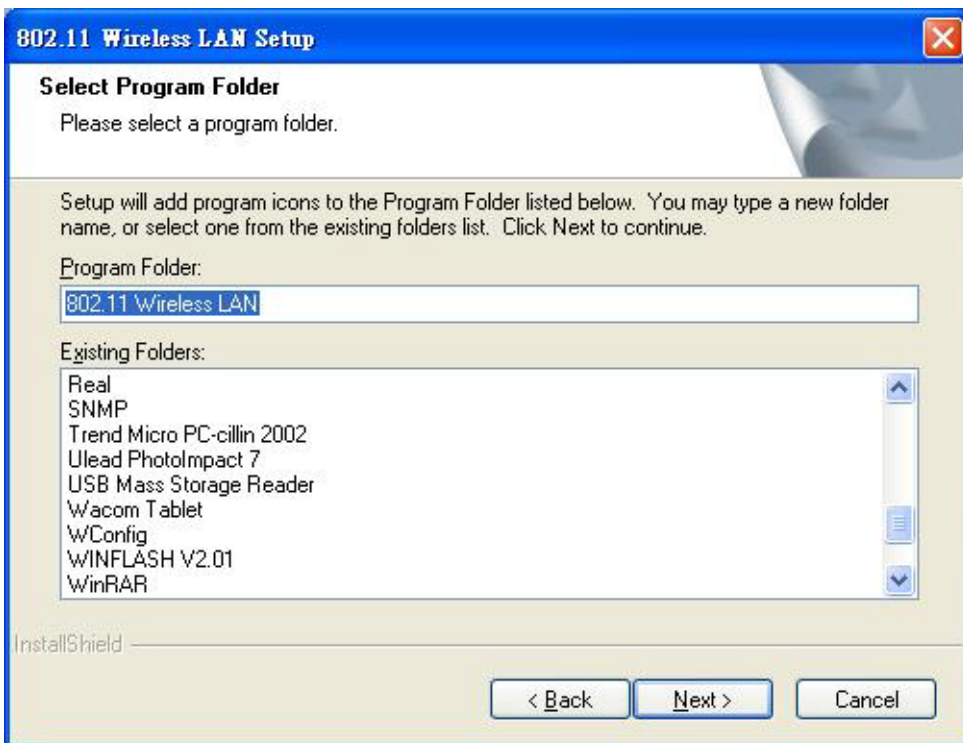 802.11 Wireless LAN Setup
Select Program Folder
Please select a program folder.
Setup will add program icons to the Program Folder listed below. You may type a new folder
name, or select one from the existing folders list. Click Next to continue.
Program Folder:
802.11 Wireless LAN
Existing Folders:
Real
SNMP
Trend Micro PC-cillin 2002
Ulead PhotoImpact 7
USB Mass Storage Reader
Wacom Tablet
WConfig
WINFLASH V2.01
WinRAR
InstallShield
< Back
Next >
Cancel